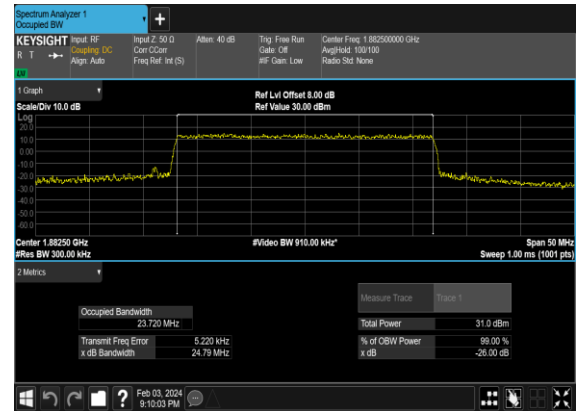 Spectrum Analyzer 1
Occupied BW
KEYSIGHT Input: RF Input Z: 50 Ω Atten: 40 dB Trig: Free Run Center Freq: 1.882500000 GHz
R T Coupling: DC Corr CCorr Gate: Off Avg|Hold: 100/100
Align: Auto Freq Ref: Int (S) #IF Gain: Low Radio Std: None
1 Graph
Ref Lvl Offset 8.00 dB
Scale/Div 10.0 dB Ref Value 30.00 dBm
Log
20.0
10.0
0.00
-10.0
-20.0
-30.0
-40.0
-50.0
-60.0
Center 1.88250 GHz #Video BW 910.00 kHz* Span 50 MHz
#Res BW 300.00 kHz Sweep 1.00 ms (1001 pts)
2 Metrics
Measure Trace Trace 1
Occupied Bandwidth
23.720 MHz Total Power 31.0 dBm
Transmit Freq Error 5.220 kHz % of OBW Power 99.00 %
x dB Bandwidth 24.79 MHz x dB -26.00 dB
? Feb 03, 2024
9:10:03 PM